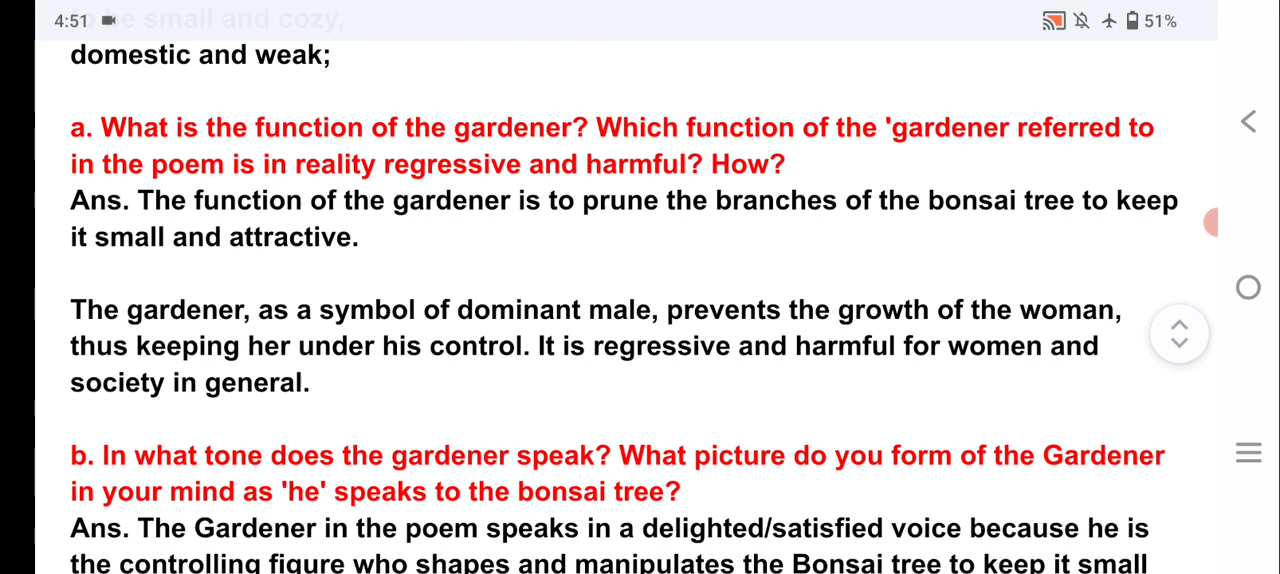 4:51
to be small and cozy,
51%
domestic and weak;
a. What is the function of the gardener? Which function of the 'gardener referred to
in the poem is in reality regressive and harmful? How?
Ans. The function of the gardener is to prune the branches of the bonsai tree to keep
it small and attractive.
The gardener, as a symbol of dominant male, prevents the growth of the woman,
thus keeping her under his control. It is regressive and harmful for women and
society in general.
b. In what tone does the gardener speak? What picture do you form of the Gardener
in your mind as 'he' speaks to the bonsai tree?
Ans. The Gardener in the poem speaks in a delighted/satisfied voice because he is
the controlling figure who shapes and manipulates the Bonsai tree to keep it small